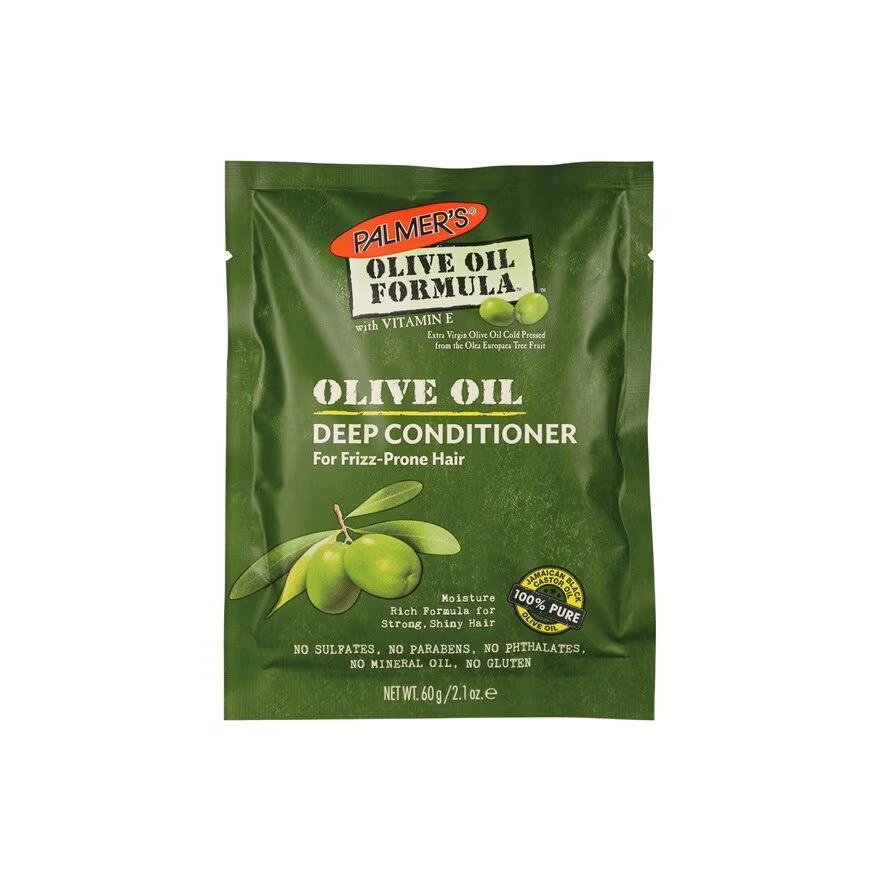 PALMER'S®
OLIVE OIL
FORMULA™
with VITAMIN E
Extra Virgin Olive Oil Cold Pressed
from the Olea Europaea Tree Fruit
OLIVE OIL
DEEP CONDITIONER
For Frizz-Prone Hair
Moisture
Rich Formula for
Strong, Shiny Hair
JAMAICAN BLACK
CASTOR OIL
100% PURE
OLIVE OIL
NO SULFATES, NO PARABENS, NO PHTHALATES,
NO MINERAL OIL, NO GLUTEN
NET WT. 60 g / 2.1 oz. ℮